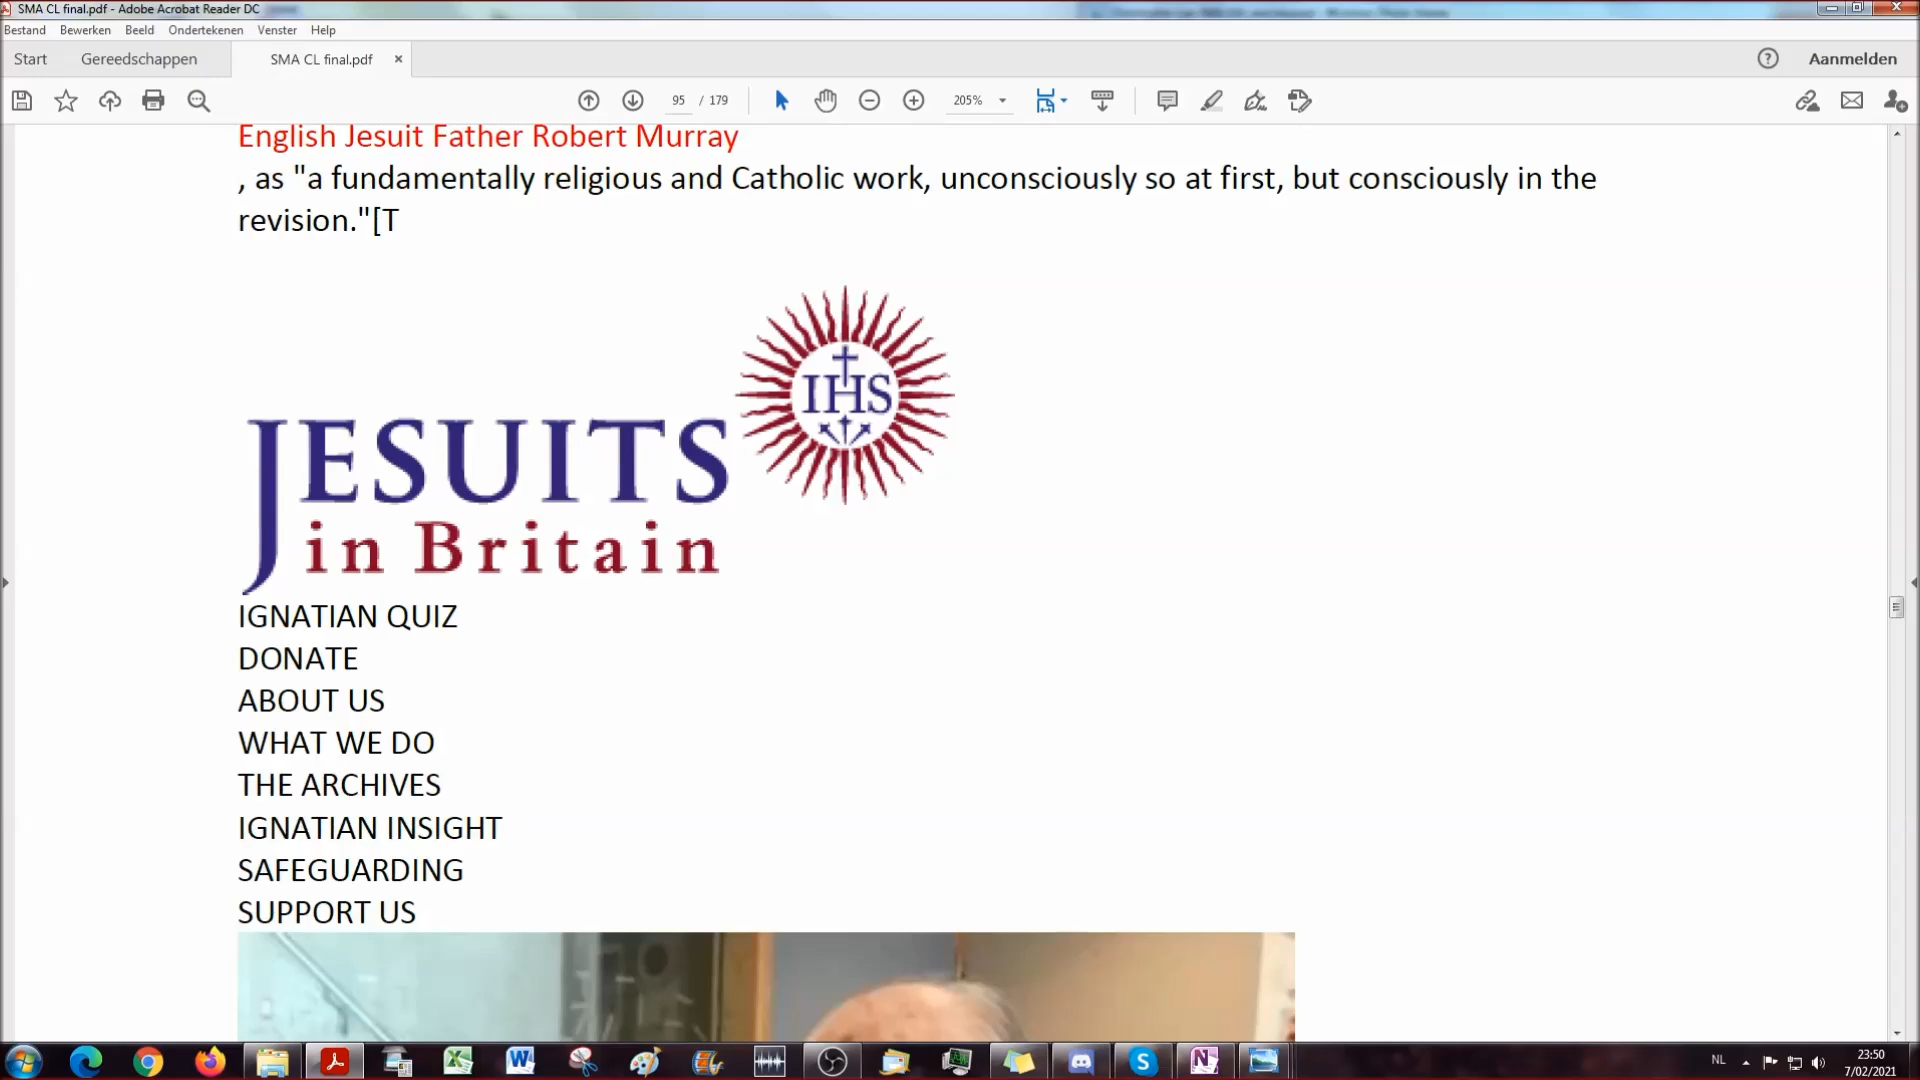 SMA CL final.pdf - Adobe Acrobat Reader DC
Bestand Bewerken Beeld Ondertekenen Venster Help
Start Gereedschappen SMA CL final.pdf × Aanmelden
95 / 179 205%
English Jesuit Father Robert Murray
, as "a fundamentally religious and Catholic work, unconsciously so at first, but consciously in the
revision."[T
IHS
JESUITS
in Britain
IGNATIAN QUIZ
DONATE
ABOUT US
WHAT WE DO
THE ARCHIVES
IGNATIAN INSIGHT
SAFEGUARDING
SUPPORT US
NL 23:50
7/02/2021